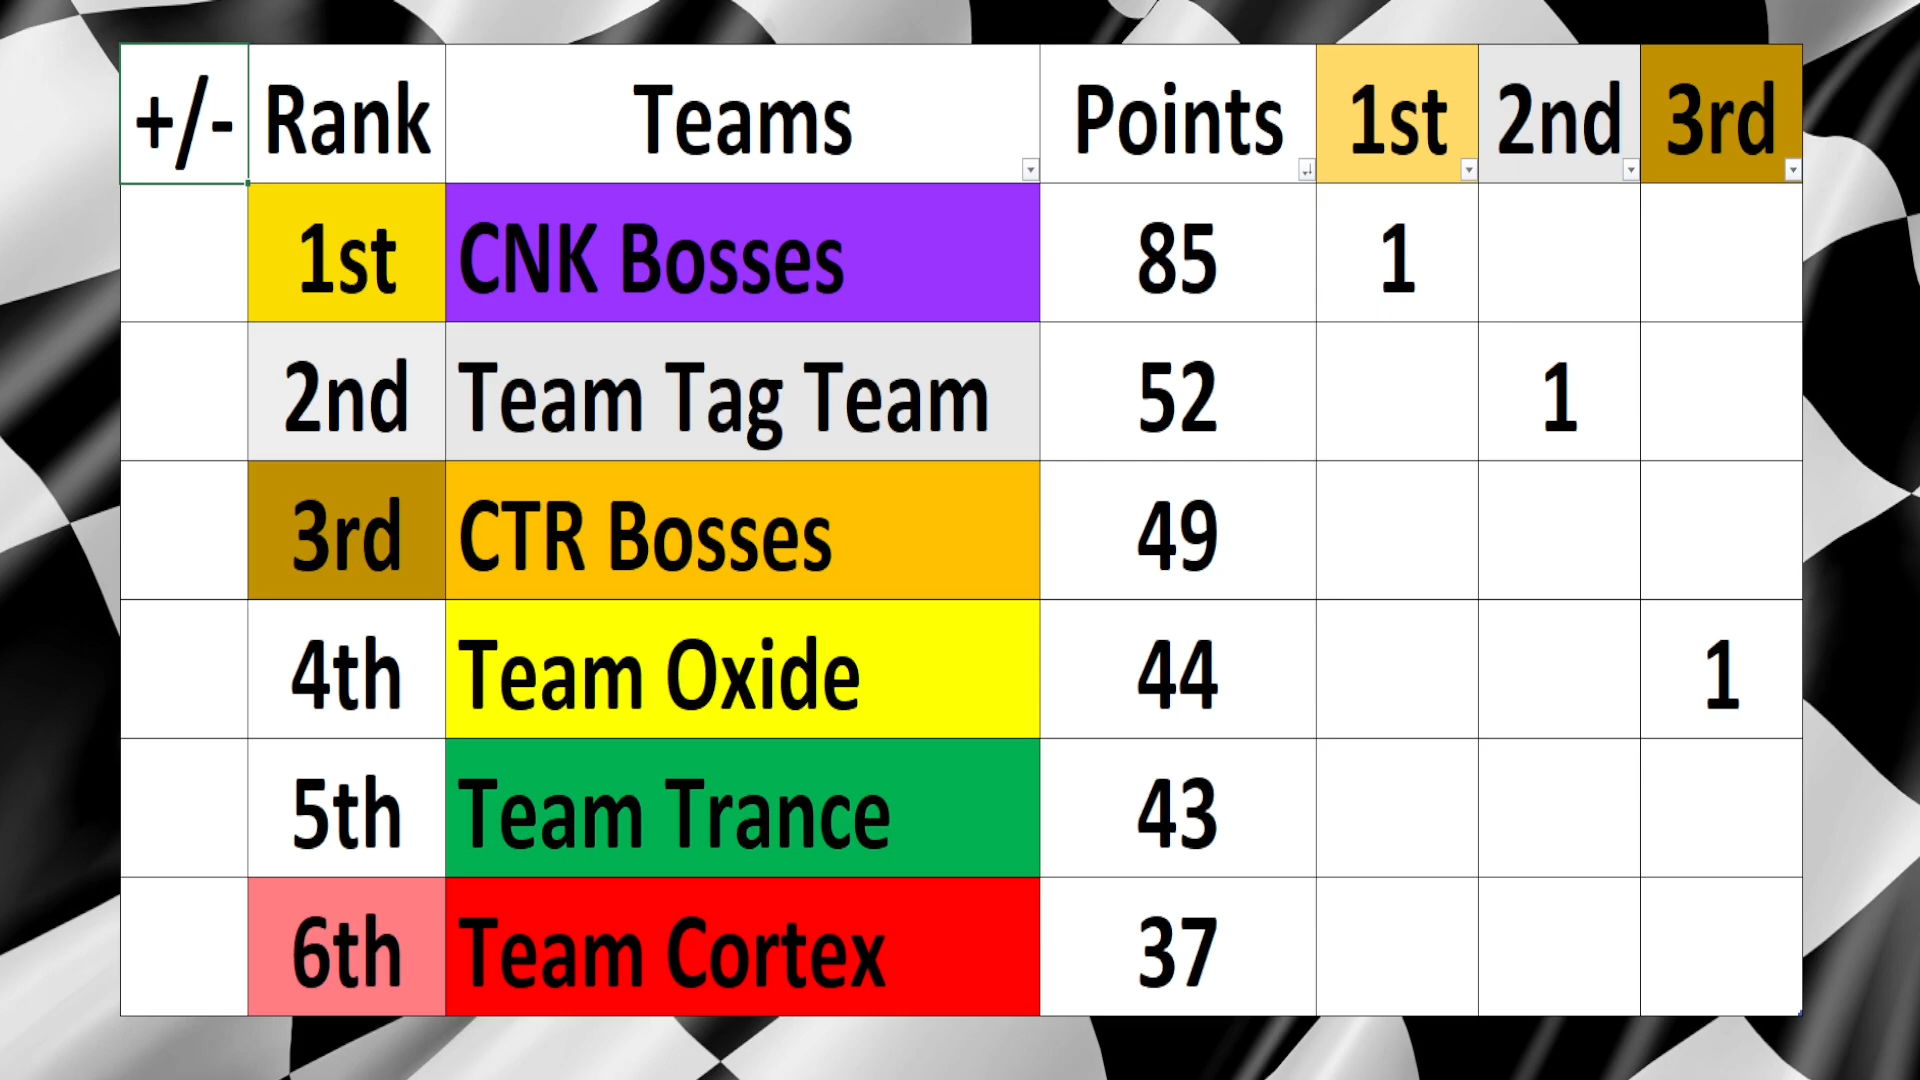 +/- Rank Teams Points 1st 2nd 3rd
1st CNK Bosses 85 1
2nd Team Tag Team 52 1
3rd CTR Bosses 49
4th Team Oxide 44 1
5th Team Trance 43
6th Team Cortex 37